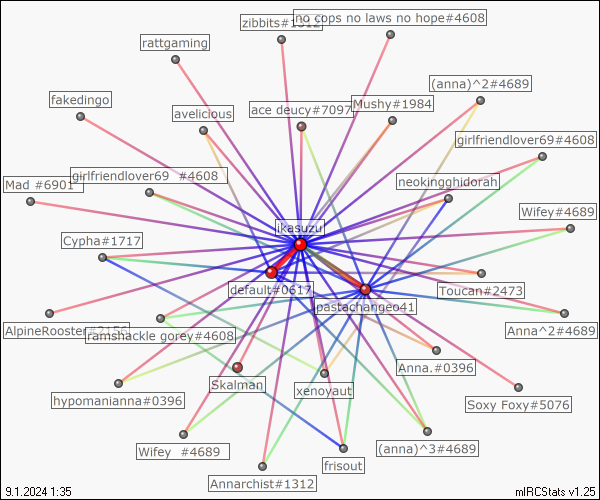 no cops no laws no hope#4608
zibbits#1312
rattgaming
(anna)^2#4689
fakedingo
Mushy#1984
ace deucy#7097
avelicious
girlfriendlover69#4608
girlfriendlover69 #4608
neokingghidorah
Mad #6901
Wifey#4689
ikasuzu
Cypha#1717
default#0617
Toucan#2473
pastachangeo41
AlpineRooster#2156
Anna^2#4689
ramshackle gorey#4608
Anna.#0396
Skalman
xenoyaut
hypomanianna#0396
Soxy Foxy#5076
Wifey #4689
(anna)^3#4689
frisout
Annarchist#1312
9.1.2024 1:35
mIRCStats v1.25